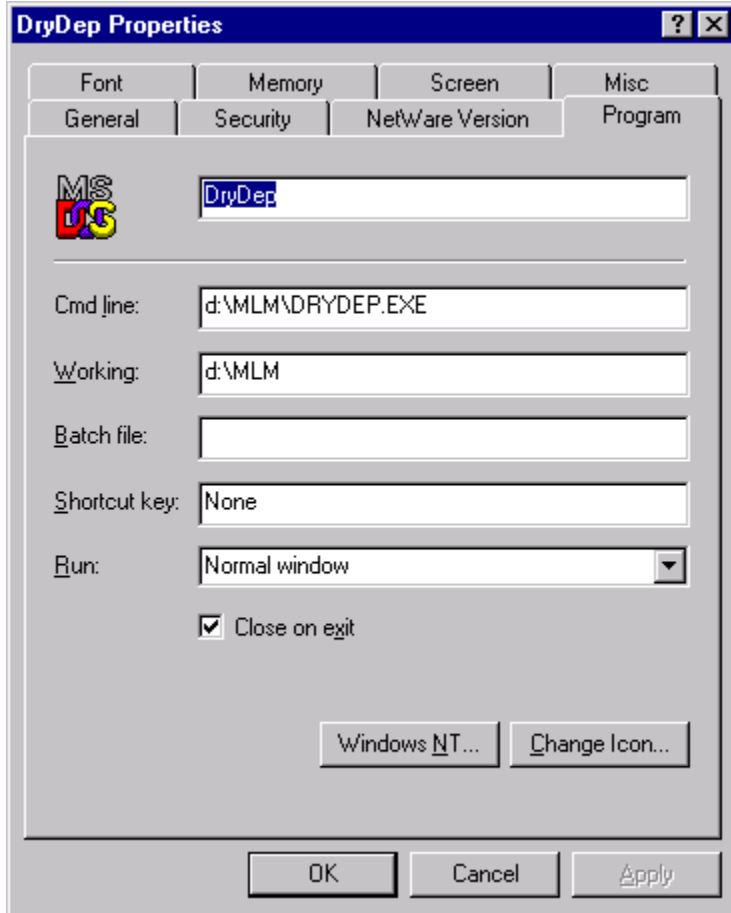 DryDep Properties
Font Memory Screen Misc
General Security NetWare Version Program
MS DOS DryDep
Cmd line: d:\MLM\DRYDEP.EXE
Working: d:\MLM
Batch file:
Shortcut key: None
Run: Normal window
Close on exit
Windows NT... Change Icon...
OK Cancel Apply